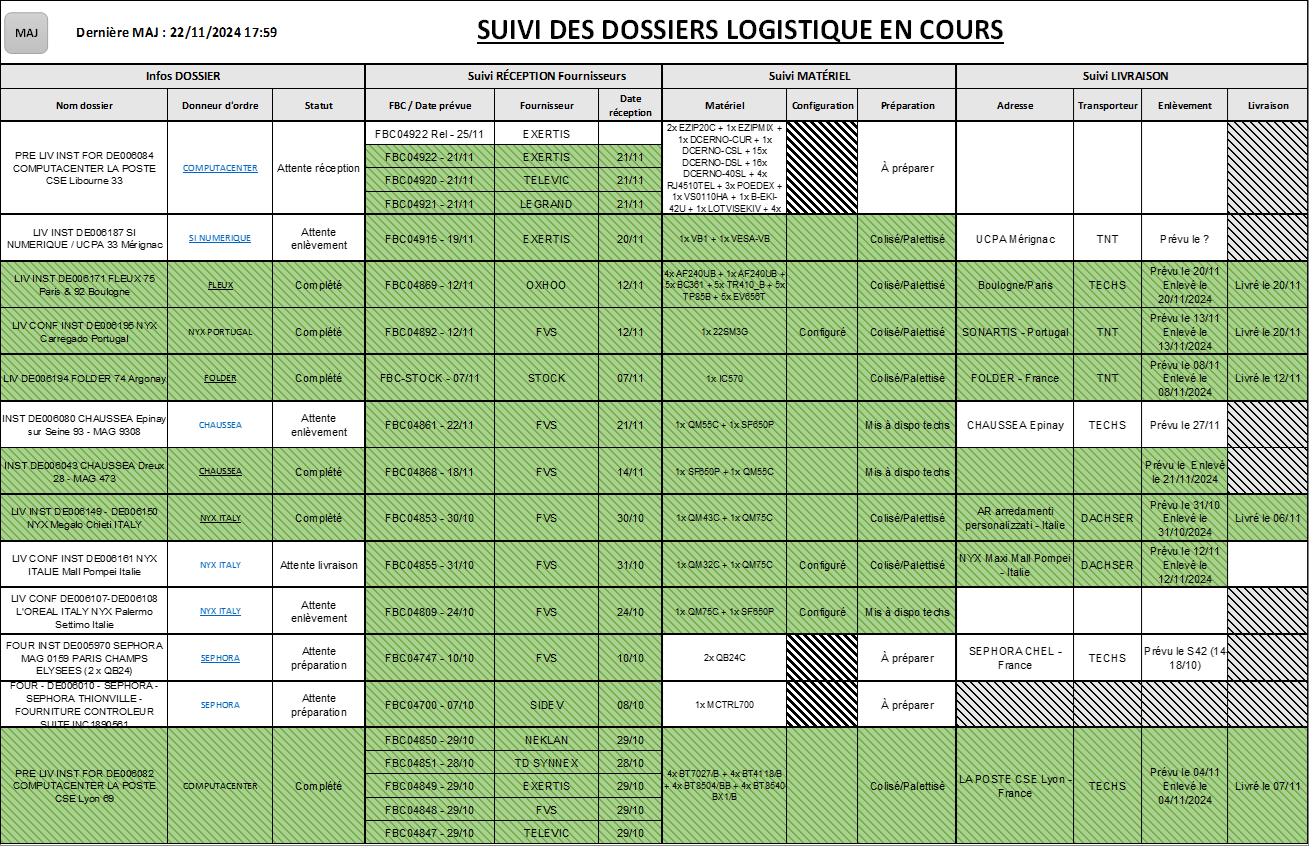 MAJ
Dernière MAJ : 22/11/2024 17:59
SUIVI DES DOSSIERS LOGISTIQUE EN COURS
Infos DOSSIER
Suivi RÉCEPTION Fournisseurs
Suivi MATÉRIEL
Suivi LIVRAISON
Nom dossier
Donneur d'ordre
Statut
FBC / Date prévue
Fournisseur
Date
réception
Matériel
Configuration
Préparation
Adresse
Transporteur
Enlèvement
Livraison
PRE LIV INST FOR DE006084
COMPUTACENTER LA POSTE
CSE Libourne 33
COMPUTACENTER
Attente réception
FBC04922 Rel - 25/11
EXERTIS
FBC04922 - 21/11
EXERTIS
21/11
FBC04920 - 21/11
TELEVIC
21/11
FBC04921 - 21/11
LEGRAND
21/11
2x EZIP20C + 1x EZIPMIX +
1x DCERNO-CUR + 1x
DCERNO-CSL + 15x
DCERNO-DSL + 16x
DCERNO-40SL + 4x
RJ4510TEL + 3x POEDEX +
1x VS0110HA + 1x B-EKI-
42U + 1x LOTVISEKIV + 4x
À préparer
LIV INST DE006187 SI
NUMERIQUE / UCPA 33 Mérignac
SI NUMERIQUE
Attente
enlèvement
FBC04915 - 19/11
EXERTIS
20/11
1x VB1 + 1x VESA-VB
Colisé/Palettisé
UCPA Mérignac
TNT
Prévu le ?
LIV INST DE006171 FLEUX 75
Paris & 92 Boulogne
FLEUX
Complété
FBC04869 - 12/11
OXHOO
12/11
4x AF240UB + 1x AF240UB +
5x BC361 + 5x TR410_B + 5x
TP85B + 5x EV656T
Colisé/Palettisé
Boulogne/Paris
TECHS
Prévu le 20/11
Enlevé le
20/11/2024
Livré le 20/11
LIV CONF INST DE006195 NYX
Carregado Portugal
NYX PORTUGAL
Complété
FBC04892 - 12/11
FVS
12/11
1x 22SM3G
Configuré
Colisé/Palettisé
SONARTIS - Portugal
TNT
Prévu le 13/11
Enlevé le
13/11/2024
Livré le 20/11
LIV DE006194 FOLDER 74 Argonay
FOLDER
Complété
FBC-STOCK - 07/11
STOCK
07/11
1x IC570
Colisé/Palettisé
FOLDER - France
TNT
Prévu le 08/11
Enlevé le
08/11/2024
Livré le 12/11
INST DE006080 CHAUSSEA Epinay
sur Seine 93 - MAG 9308
CHAUSSEA
Attente
enlèvement
FBC04861 - 22/11
FVS
21/11
1x QM55C + 1x SF650P
Mis à dispo techs
CHAUSSEA Epinay
TECHS
Prévu le 27/11
INST DE006043 CHAUSSEA Dreux
28 - MAG 473
CHAUSSEA
Complété
FBC04868 - 18/11
FVS
14/11
1x SF650P + 1x QM55C
Mis à dispo techs
Prévu le Enlevé
le 21/11/2024
LIV INST DE006149 - DE006150
NYX Megalo Chieti ITALY
NYX ITALY
Complété
FBC04853 - 30/10
FVS
30/10
1x QM43C + 1x QM75C
Colisé/Palettisé
AR arredamenti
personalizzati - Italie
DACHSER
Prévu le 31/10
Enlevé le
31/10/2024
Livré le 06/11
LIV CONF INST DE006161 NYX
ITALIE Mall Pompei Italie
NYX ITALY
Attente livraison
FBC04855 - 31/10
FVS
31/10
1x QM32C + 1x QM75C
Configuré
Colisé/Palettisé
NYX Maxi Mall Pompei
- Italie
DACHSER
Prévu le 12/11
Enlevé le
12/11/2024
LIV CONF DE006107-DE006108
L'OREAL ITALY NYX Palermo
Settimo Italie
NYX ITALY
Attente
enlèvement
FBC04809 - 24/10
FVS
24/10
1x QM75C + 1x SF650P
Configuré
Mis à dispo techs
FOUR INST DE005970 SEPHORA
MAG 0159 PARIS CHAMPS
ELYSEES (2 x QB24)
SEPHORA
Attente
préparation
FBC04747 - 10/10
FVS
10/10
2x QB24C
À préparer
SEPHORA CHEL -
France
TECHS
Prévu le S42 (14-
18/10)
FOUR - DE006010 - SEPHORA -
SEPHORA THIONVILLE -
FOURNITURE CONTROLEUR
SUITE INC1890561
SEPHORA
Attente
préparation
FBC04700 - 07/10
SIDEV
08/10
1x MCTRL700
À préparer
PRE LIV INST FOR DE006082
COMPUTACENTER LA POSTE
CSE Lyon 69
COMPUTACENTER
Complété
FBC04850 - 29/10
NEKLAN
29/10
FBC04851 - 28/10
TD SYNNEX
28/10
FBC04849 - 29/10
EXERTIS
29/10
FBC04848 - 29/10
FVS
29/10
FBC04847 - 29/10
TELEVIC
29/10
4x BT7027/B + 4x BT4118/B
+ 4x BT8504/BB + 4x BT8540-
BX1/B
Colisé/Palettisé
LA POSTE CSE Lyon -
France
TECHS
Prévu le 04/11
Enlevé le
04/11/2024
Livré le 07/11